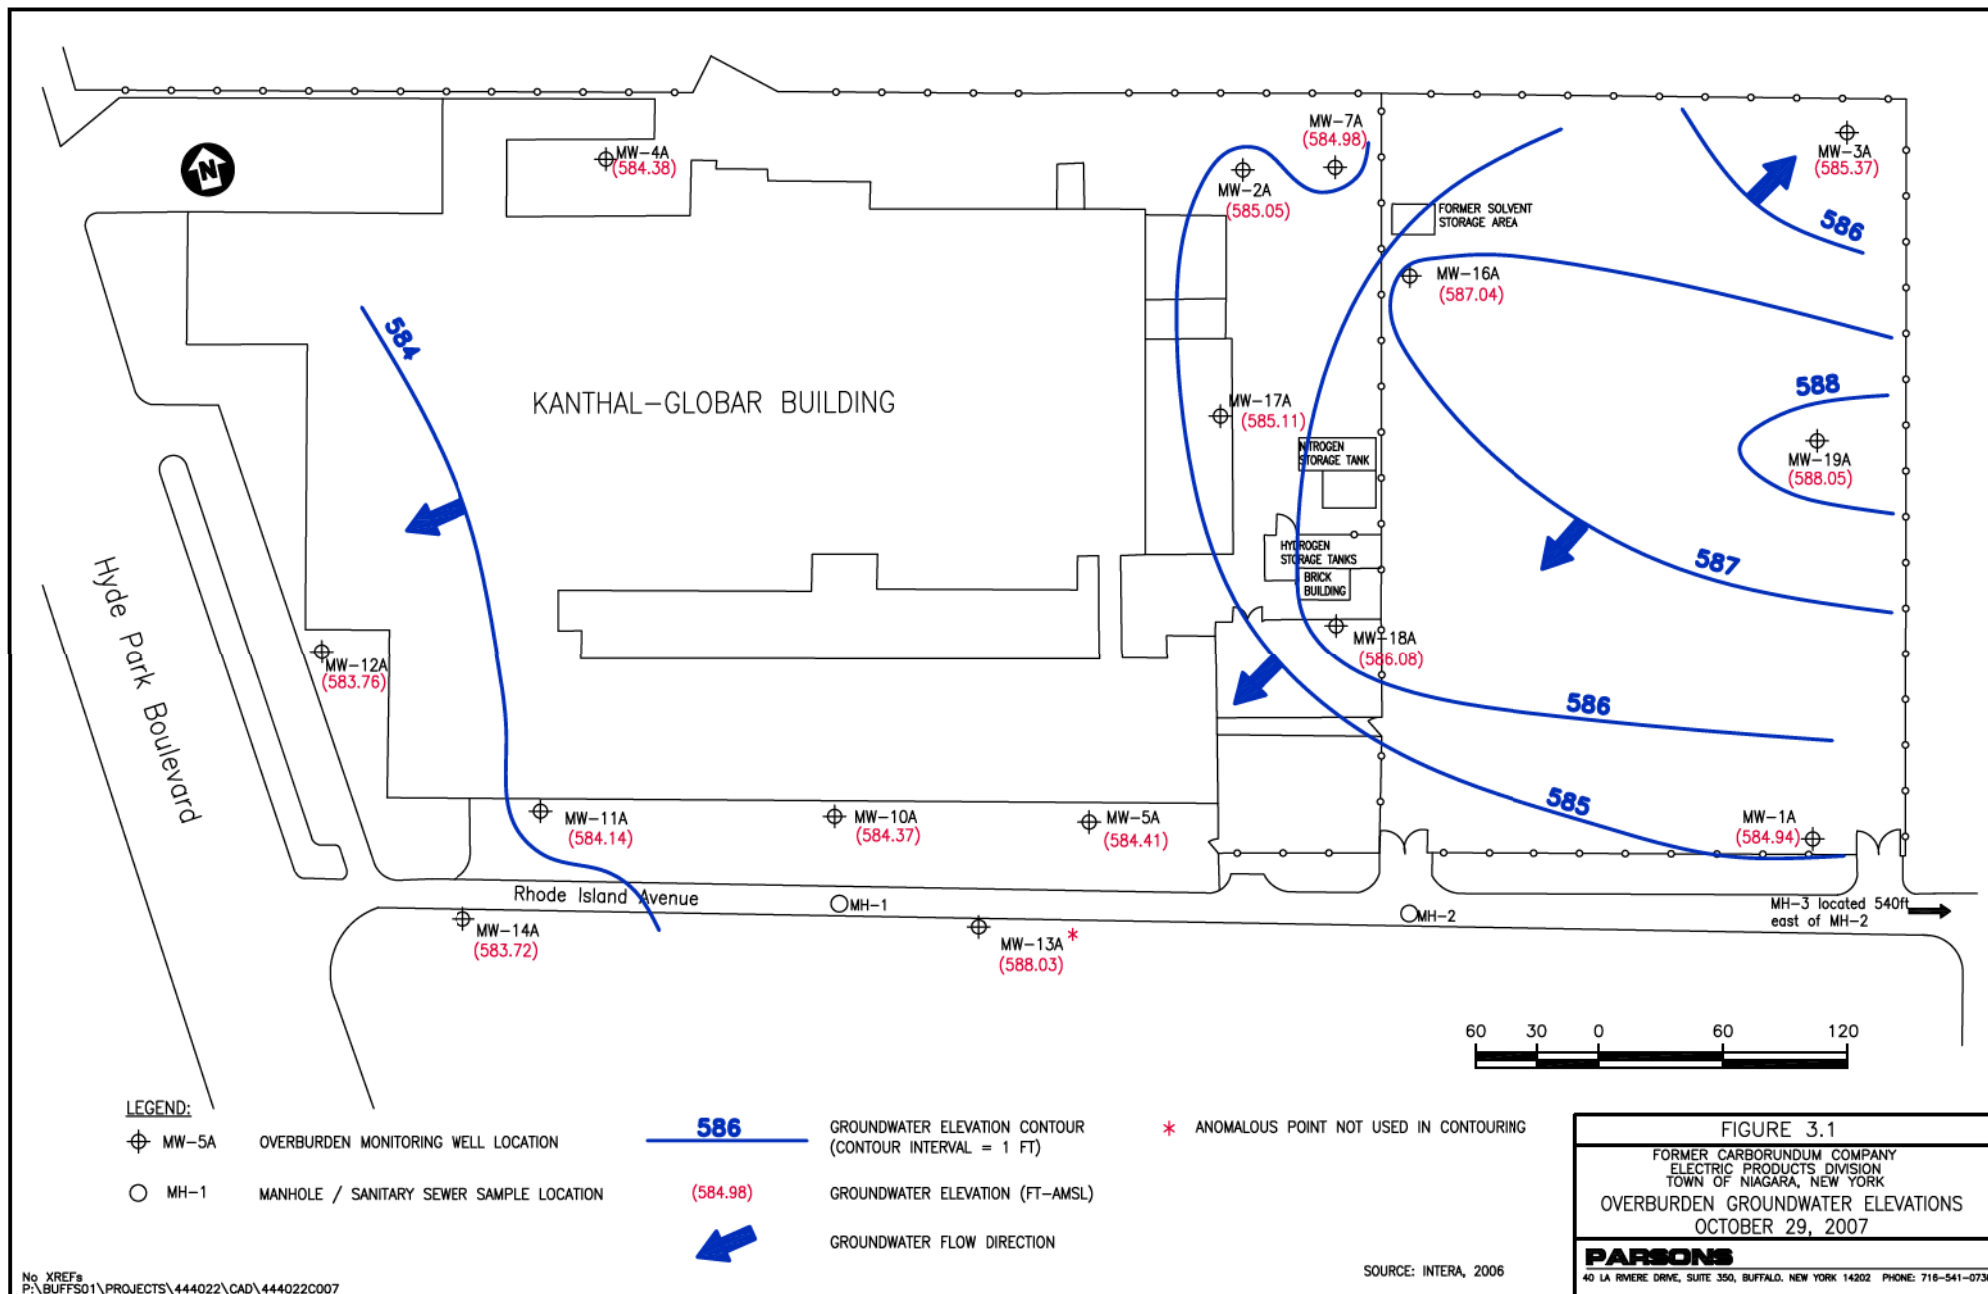 MW-7A
(584.98)
MW-4A
(584.38)
N
MW-2A
(585.05)
MW-3A
(585.37)
FORMER SOLVENT
STORAGE AREA
586
MW-16A
(587.04)
584
588
KANTHAL-GLOBAR BUILDING
MW-17A
(585.11)
NITROGEN
STORAGE TANK
MW-19A
(588.05)
HYDROGEN
STORAGE TANKS
587
BRICK
BUILDING
Hyde Park Boulevard
MW-12A
(583.76)
MW-18A
(586.08)
586
585
MW-11A
(584.14)
MW-10A
(584.37)
MW-5A
(584.41)
MW-1A
(584.94)
Rhode Island Avenue
MH-1
MH-2
MH-3 located 540ft
east of MH-2
MW-14A
(583.72)
MW-13A *
(588.03)
60 30 0 60 120
LEGEND:
MW-5A OVERBURDEN MONITORING WELL LOCATION
MH-1 MANHOLE / SANITARY SEWER SAMPLE LOCATION
586 GROUNDWATER ELEVATION CONTOUR
(CONTOUR INTERVAL = 1 FT)
(584.98) GROUNDWATER ELEVATION (FT-AMSL)
GROUNDWATER FLOW DIRECTION
* ANOMALOUS POINT NOT USED IN CONTOURING
SOURCE: INTERA, 2006
FIGURE 3.1
FORMER CARBORUNDUM COMPANY
ELECTRIC PRODUCTS DIVISION
TOWN OF NIAGARA, NEW YORK
OVERBURDEN GROUNDWATER ELEVATIONS
OCTOBER 29, 2007
PARSONS
40 LA RIVIERE DRIVE, SUITE 350, BUFFALO. NEW YORK 14202 PHONE: 716-541-073
No XREFs
P:\BUFFS01\PROJECTS\444022\CAD\444022C007